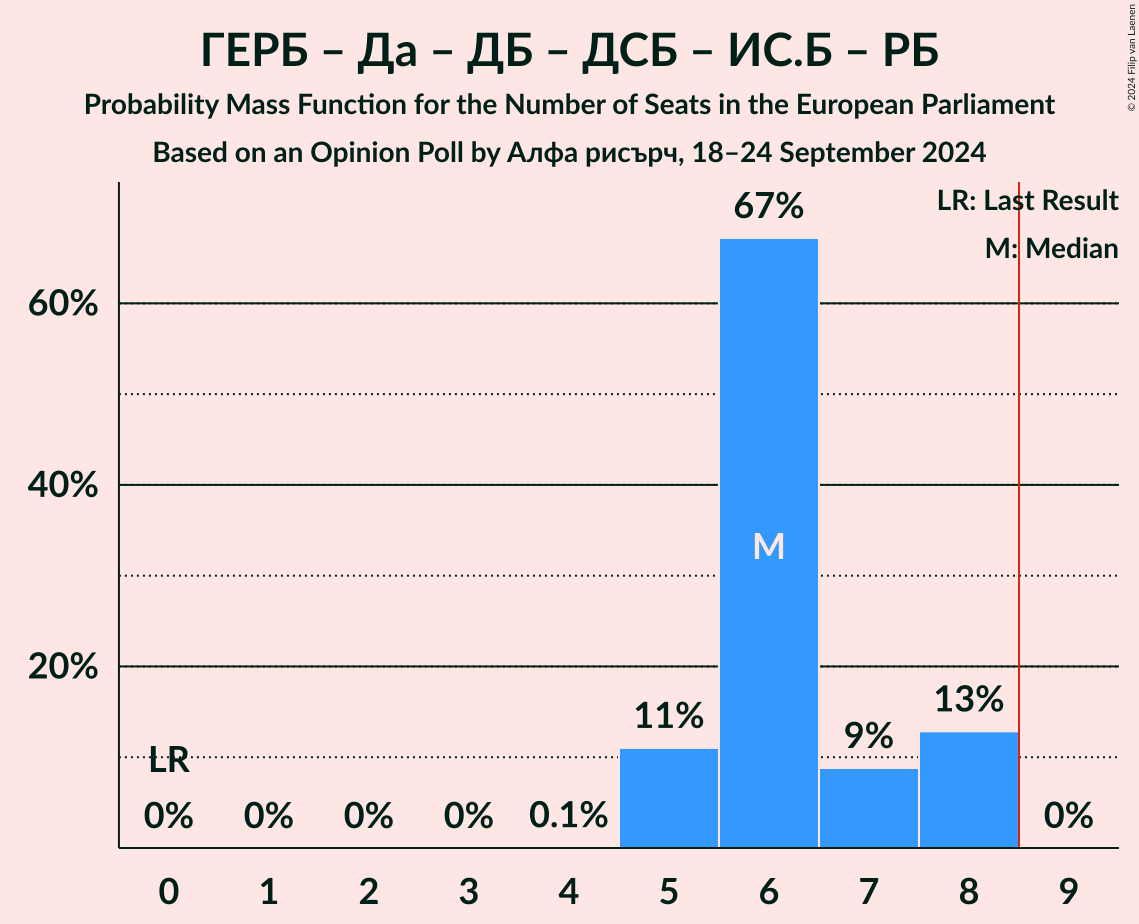 ГЕРБ – Да – ДБ – ДСБ – ИС.Б – РБ
Probability Mass Function for the Number of Seats in the European Parliament
Based on an Opinion Poll by Алфа рисърч, 18–24 September 2024
© 2024 Filip van Laenen
LR: Last Result
M: Median
67%
60%
40%
M
20%
13%
11%
9%
LR
0% 0% 0% 0% 0.1% 0%
0 1 2 3 4 5 6 7 8 9